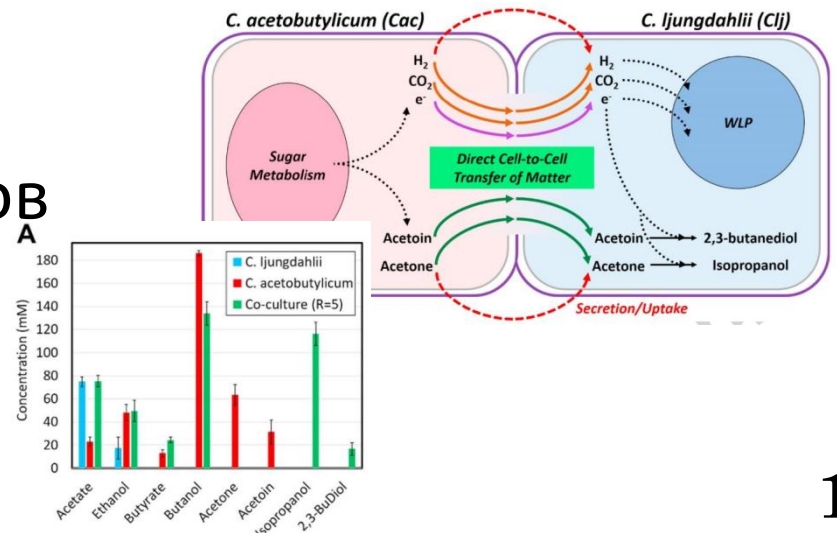 C. acetobutylicum (Cac)
C. ljungdahlii (Clj)
H₂
CO₂
e⁻
H₂
CO₂
e⁻
Sugar
Metabolism
WLP
Direct Cell-to-Cell
Transfer of Matter
Acetoin
Acetone
Acetoin
Acetone
2,3-butanediol
Isopropanol
Secretion/Uptake
A
Concentration (mM)
180
160
140
120
100
80
60
40
20
0
C. ljungdahlii
C. acetobutylicum
Co-culture (R=5)
Acetate
Ethanol
Butyrate
Butanol
Acetone
Acetoin
Isopropanol
2,3-BuDiol